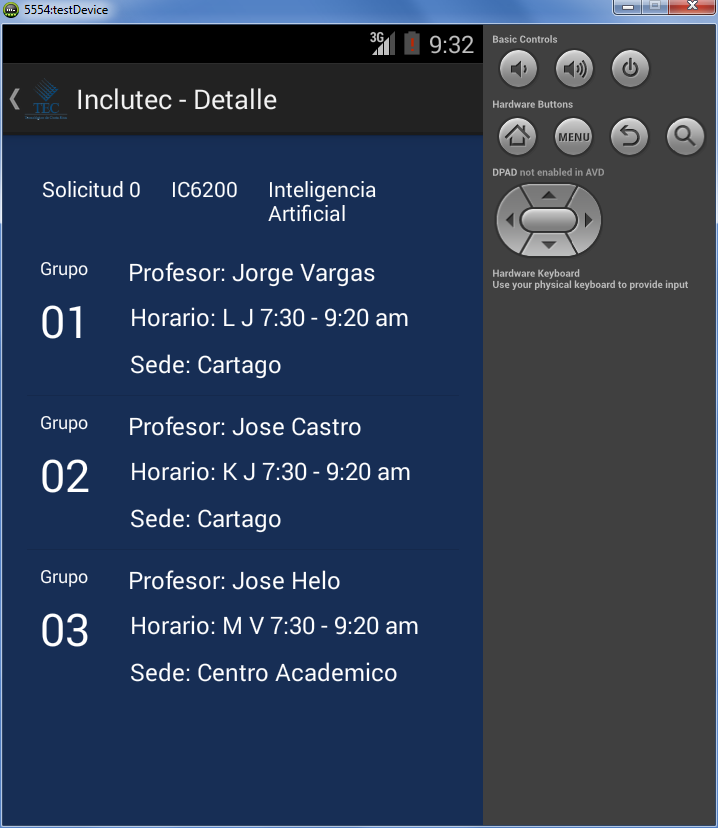 5554:testDevice
3G 9:32
TEC
Inclutec - Detalle
Solicitud 0 IC6200 Inteligencia
Artificial
Grupo
01
Profesor: Jorge Vargas
Horario: L J 7:30 - 9:20 am
Sede: Cartago
Grupo
02
Profesor: Jose Castro
Horario: K J 7:30 - 9:20 am
Sede: Cartago
Grupo
03
Profesor: Jose Helo
Horario: M V 7:30 - 9:20 am
Sede: Centro Academico
Basic Controls
Hardware Buttons
MENU
DPAD not enabled in AVD
Hardware Keyboard
Use your physical keyboard to provide input